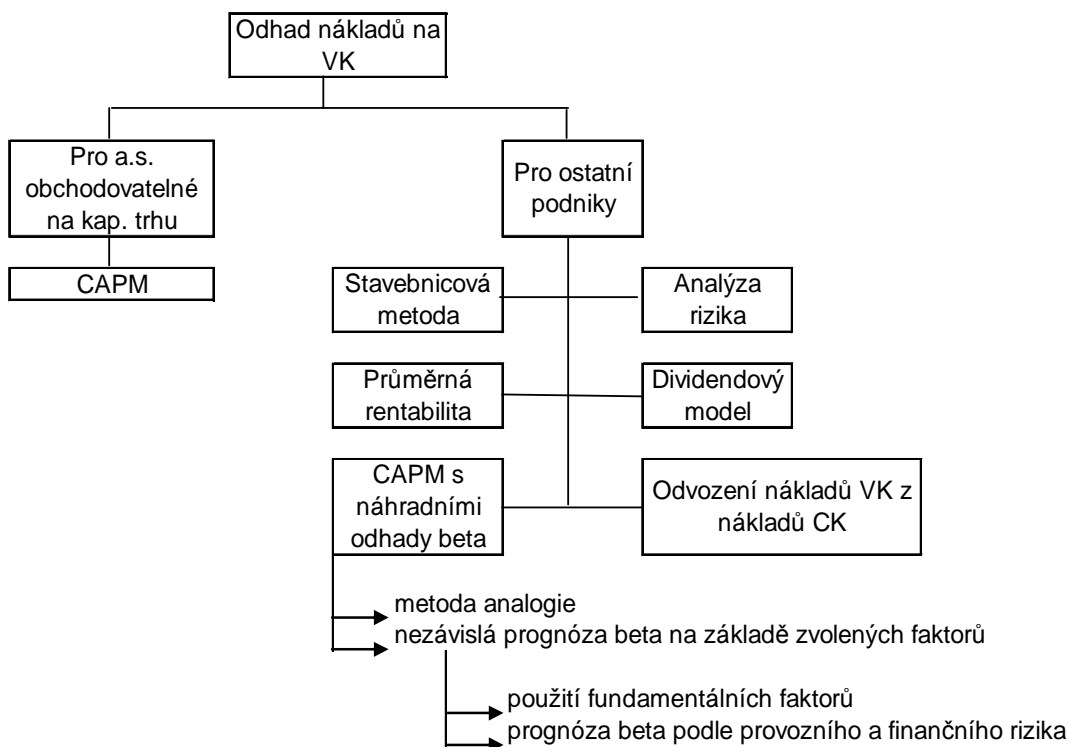 Odhad nákladů na
VK
Pro a.s.
obchodovatelné
na kap. trhu
Pro ostatní
podniky
CAPM
Stavebnicová
metoda
Analýza
rizika
Průměrná
rentabilita
Dividendový
model
CAPM s
náhradními
odhady beta
Odvození nákladů VK z
nákladů CK
metoda analogie
nezávislá prognóza beta na základě zvolených faktorů
použití fundamentálních faktorů
prognóza beta podle provozního a finančního rizika